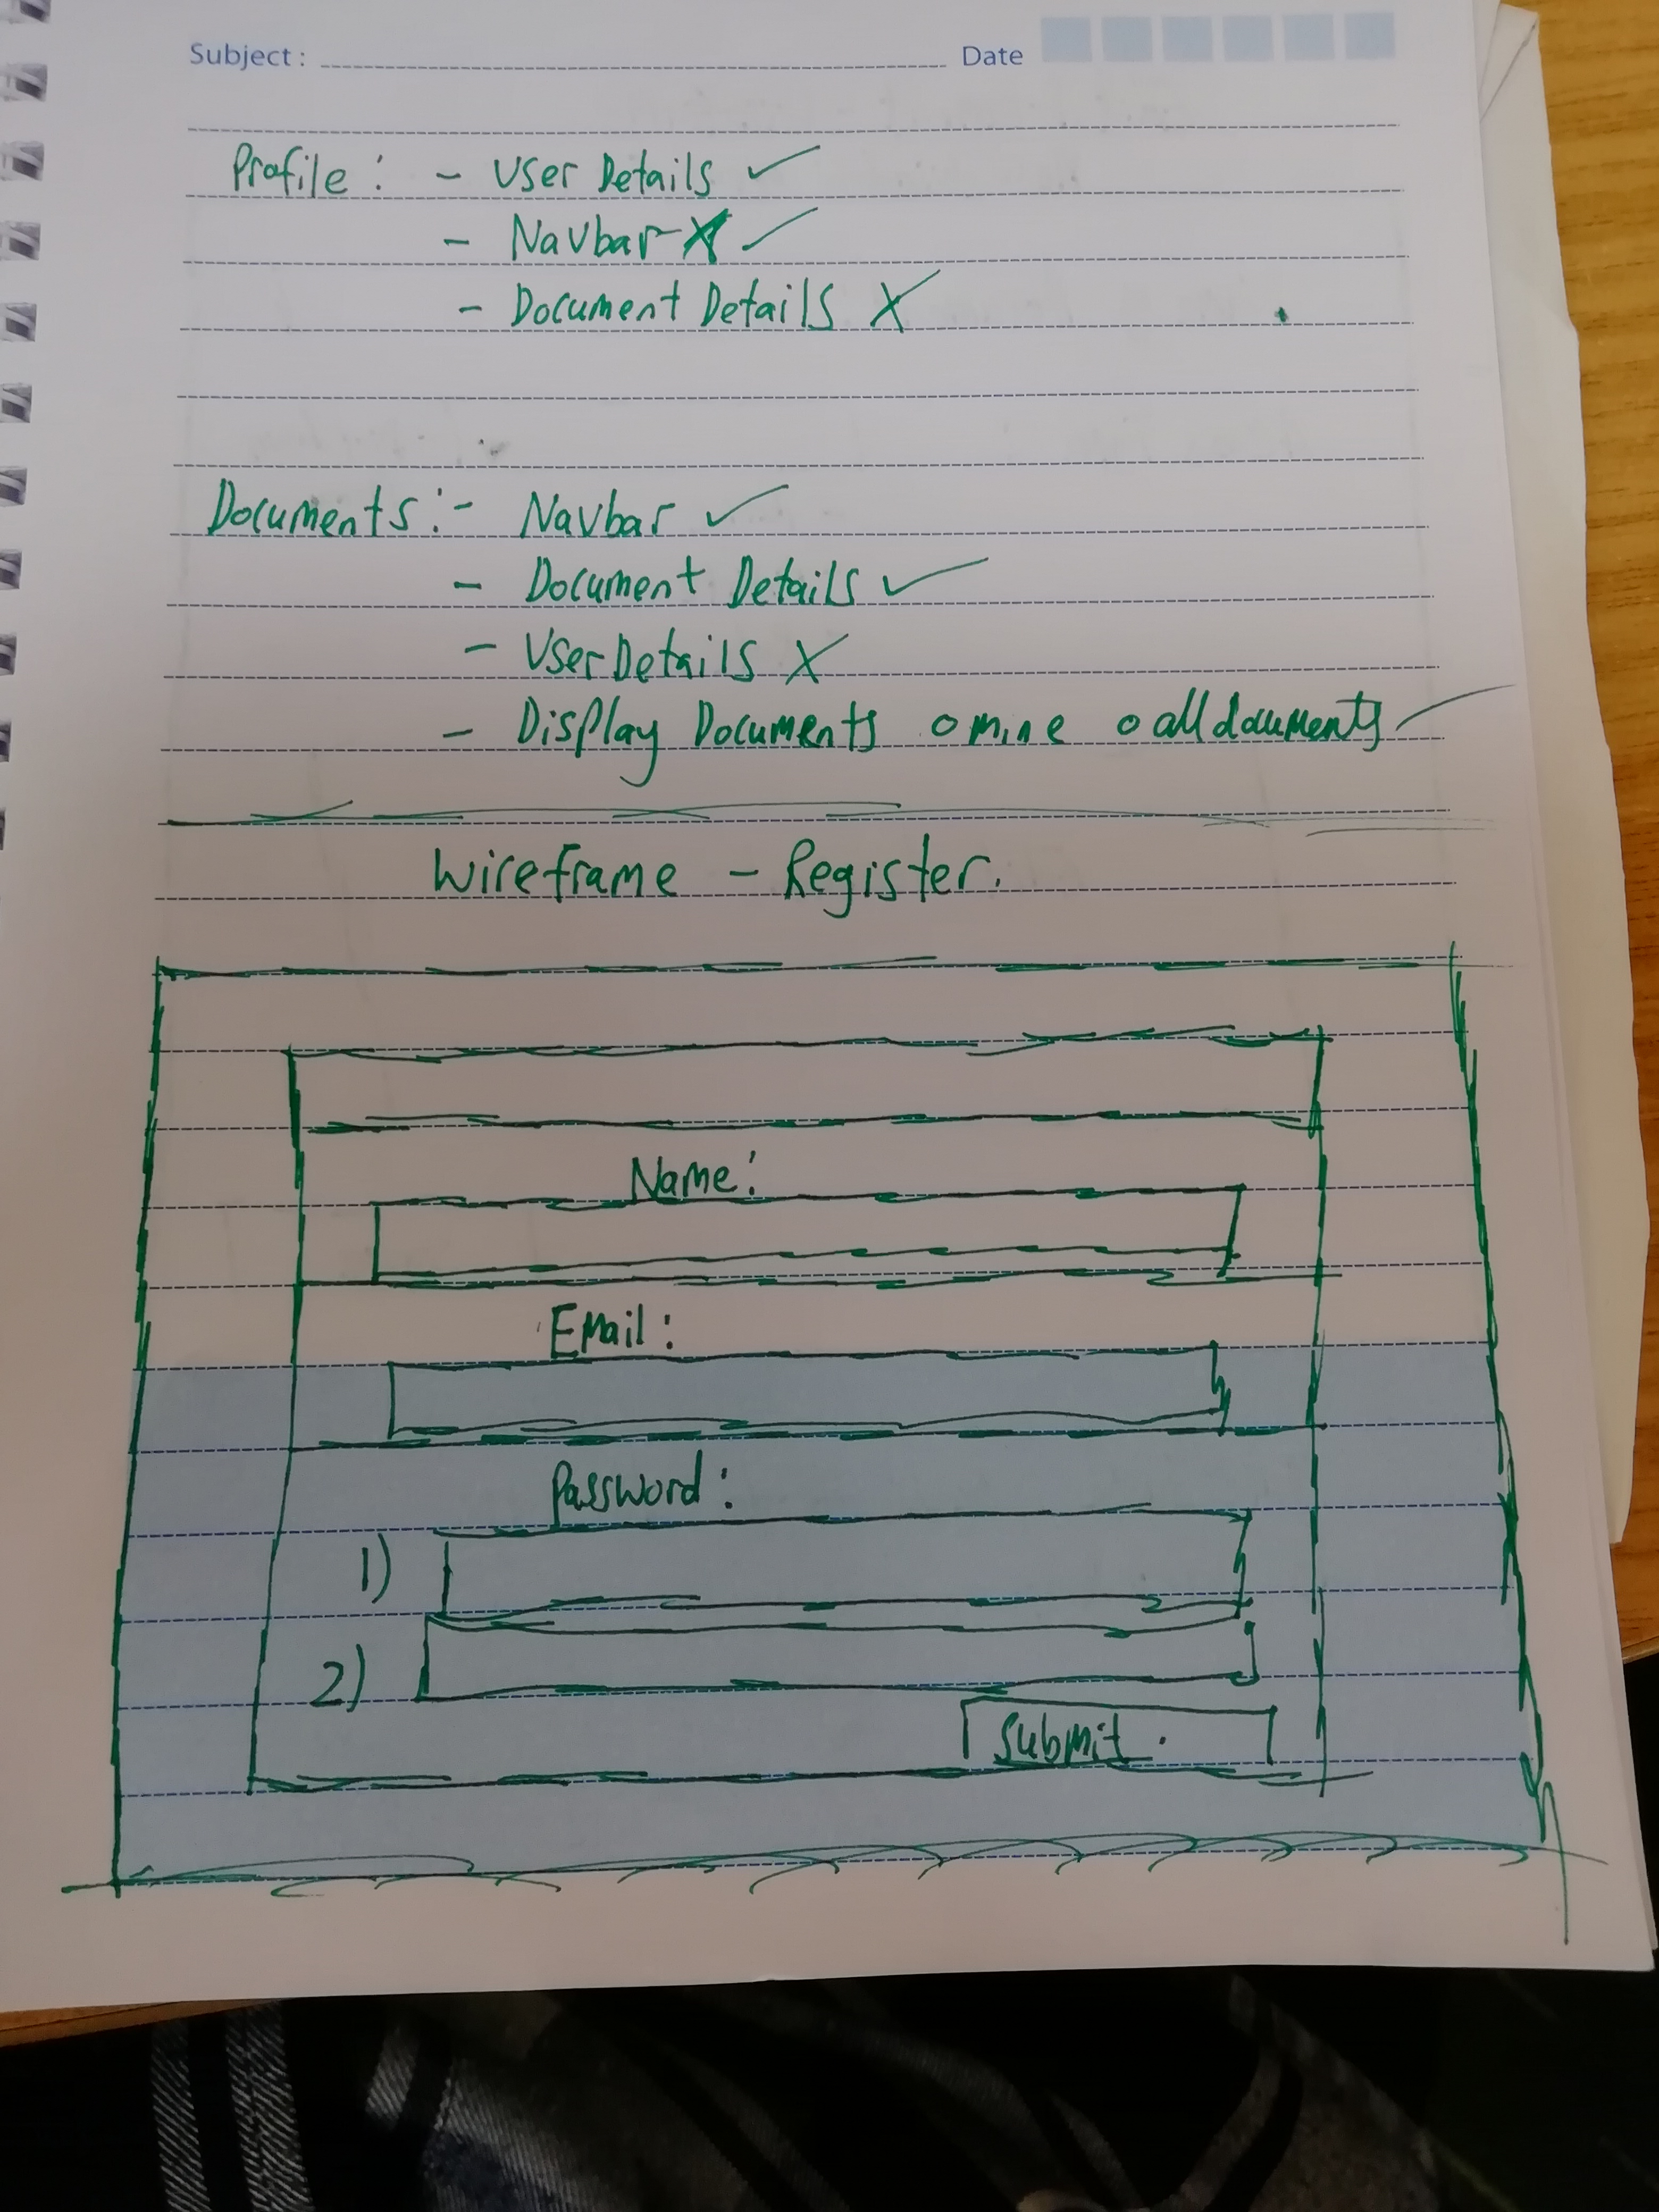 Subject : Date
Profile : - User Details ✓
- Navbar X ✓
- Document Details X
Documents :- Navbar ✓
- Document Details ✓
- User Details X
- Display Documents o mine o all documents ✓
Wireframe - Register.
Name :
Email :
Password :
1)
2)
Submit .